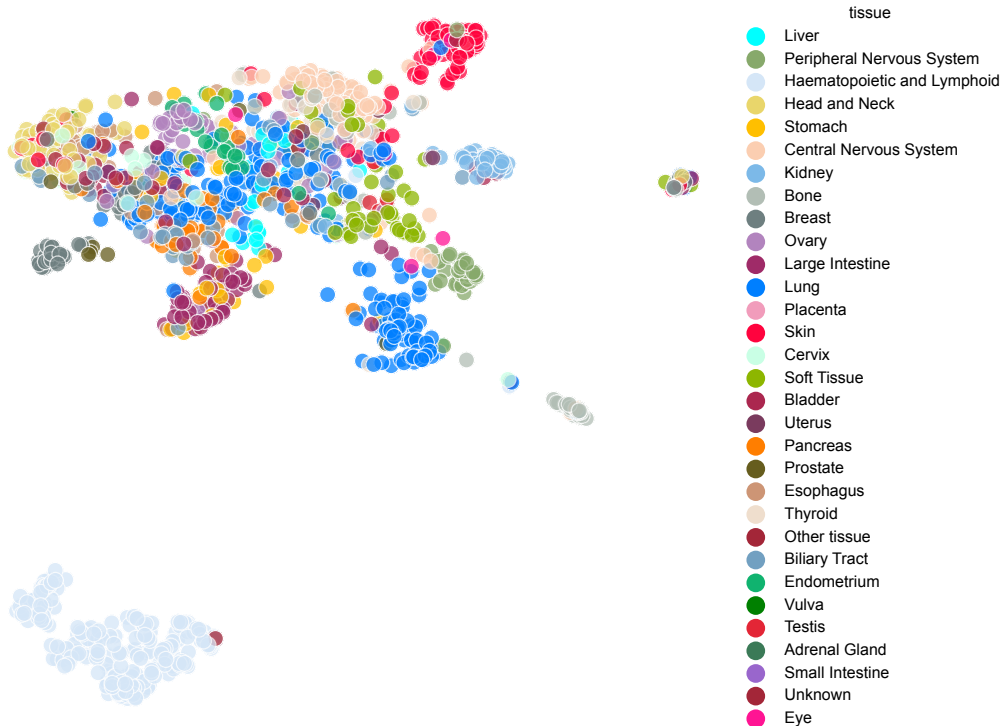 tissue
Liver
Peripheral Nervous System
Haematopoietic and Lymphoid
Head and Neck
Stomach
Central Nervous System
Kidney
Bone
Breast
Ovary
Large Intestine
Lung
Placenta
Skin
Cervix
Soft Tissue
Bladder
Uterus
Pancreas
Prostate
Esophagus
Thyroid
Other tissue
Biliary Tract
Endometrium
Vulva
Testis
Adrenal Gland
Small Intestine
Unknown
Eye